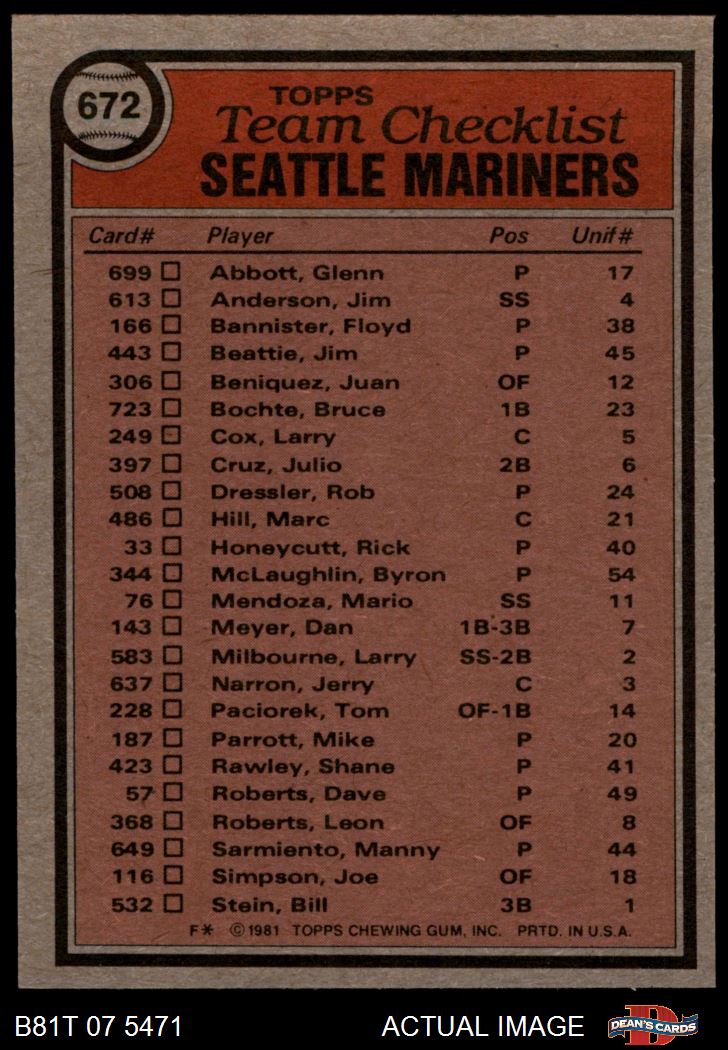 672
TOPPS
Team Checklist
SEATTLE MARINERS
Card# Player Pos Unif#
699 Abbott, Glenn P 17
613 Anderson, Jim SS 4
166 Bannister, Floyd P 38
443 Beattie, Jim P 45
306 Beniquez, Juan OF 12
723 Bochte, Bruce 1B 23
249 Cox, Larry C 5
397 Cruz, Julio 2B 6
508 Dressler, Rob P 24
486 Hill, Marc C 21
33 Honeycutt, Rick P 40
344 McLaughlin, Byron P 54
76 Mendoza, Mario SS 11
143 Meyer, Dan 1B-3B 7
583 Milbourne, Larry SS-2B 2
637 Narron, Jerry C 3
228 Paciorek, Tom OF-1B 14
187 Parrott, Mike P 20
423 Rawley, Shane P 41
57 Roberts, Dave P 49
368 Roberts, Leon OF 8
649 Sarmiento, Manny P 44
116 Simpson, Joe OF 18
532 Stein, Bill 3B 1
F* ©1981 TOPPS CHEWING GUM, INC. PRTD. IN U.S.A.
B81T 07 5471 ACTUAL IMAGE D DEAN'S CARDS